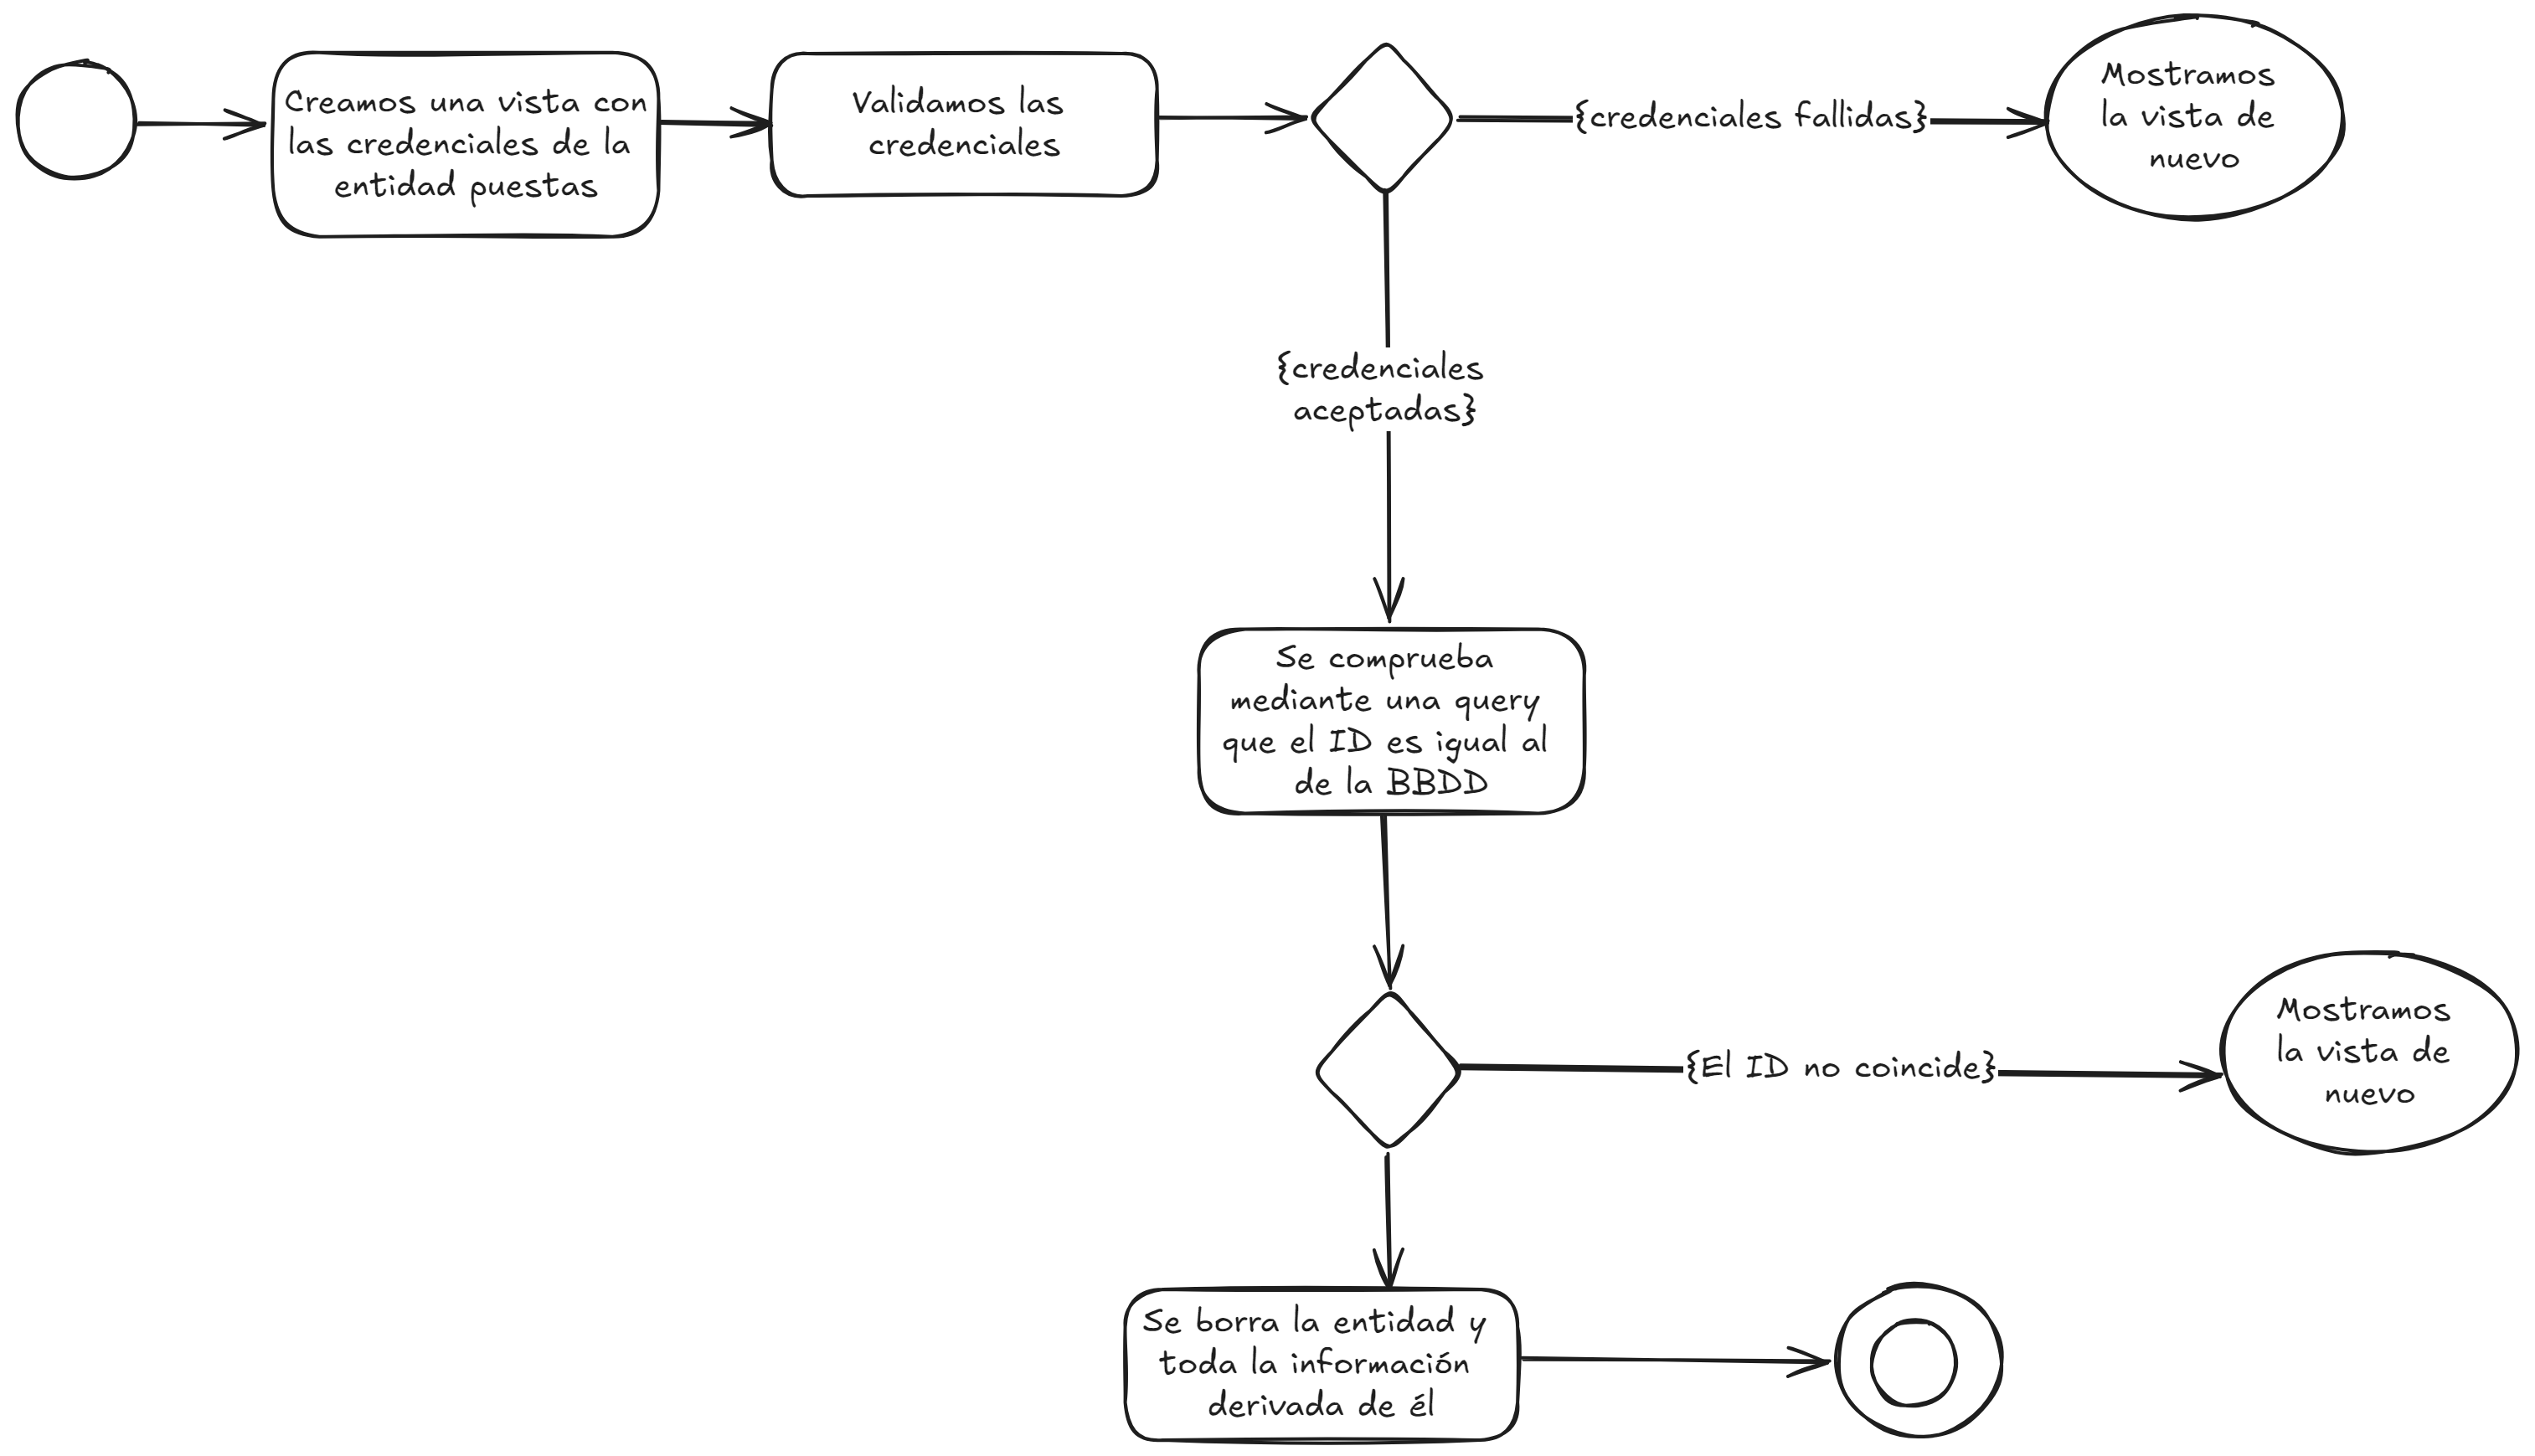 Creamos una vista con
las credenciales de la
entidad puestas
Validamos las
credenciales
{credenciales fallidas}
Mostramos
la vista de
nuevo
{credenciales
aceptadas}
Se comprueba
mediante una query
que el ID es igual al
de la BBDD
{El ID no coincide}
Mostramos
la vista de
nuevo
Se borra la entidad y
toda la información
derivada de él